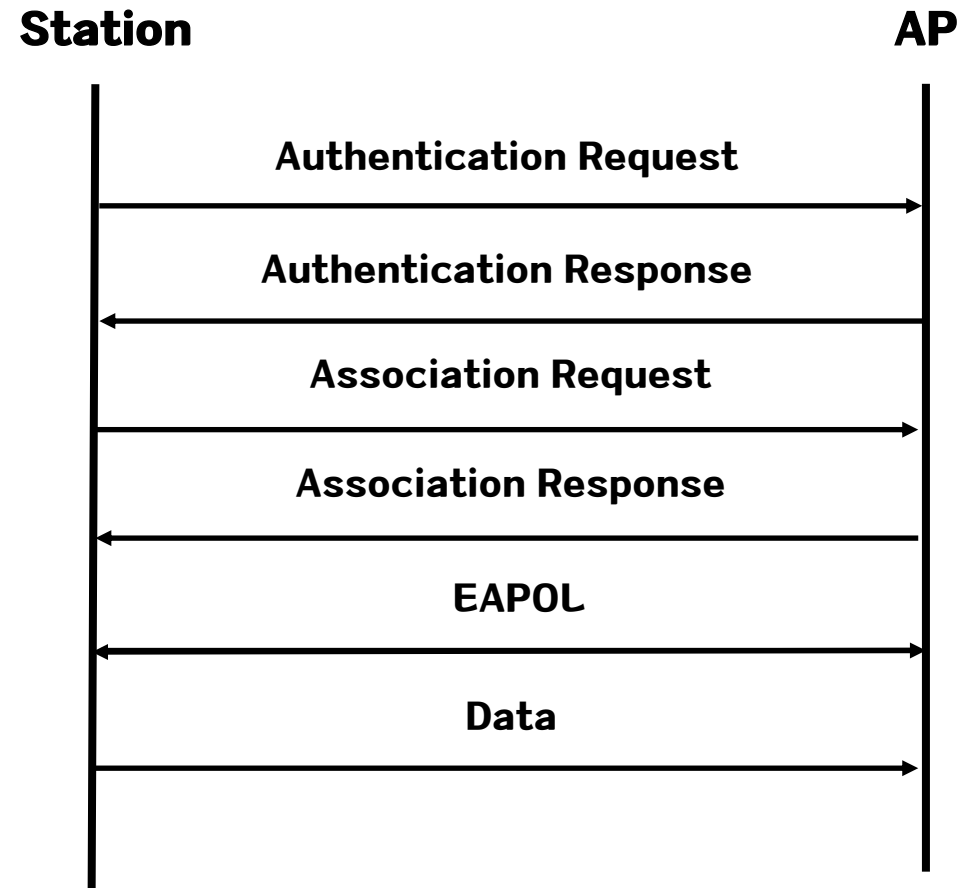 Station
AP
Authentication Request
Authentication Response
Association Request
Association Response
EAPOL
Data